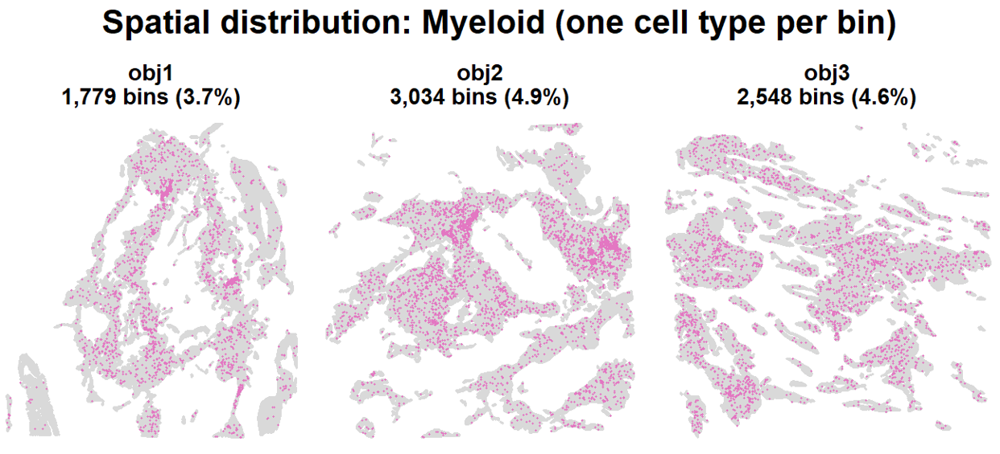 Spatial distribution: Myeloid (one cell type per bin)
obj1
1,779 bins (3.7%)
obj2
3,034 bins (4.9%)
obj3
2,548 bins (4.6%)